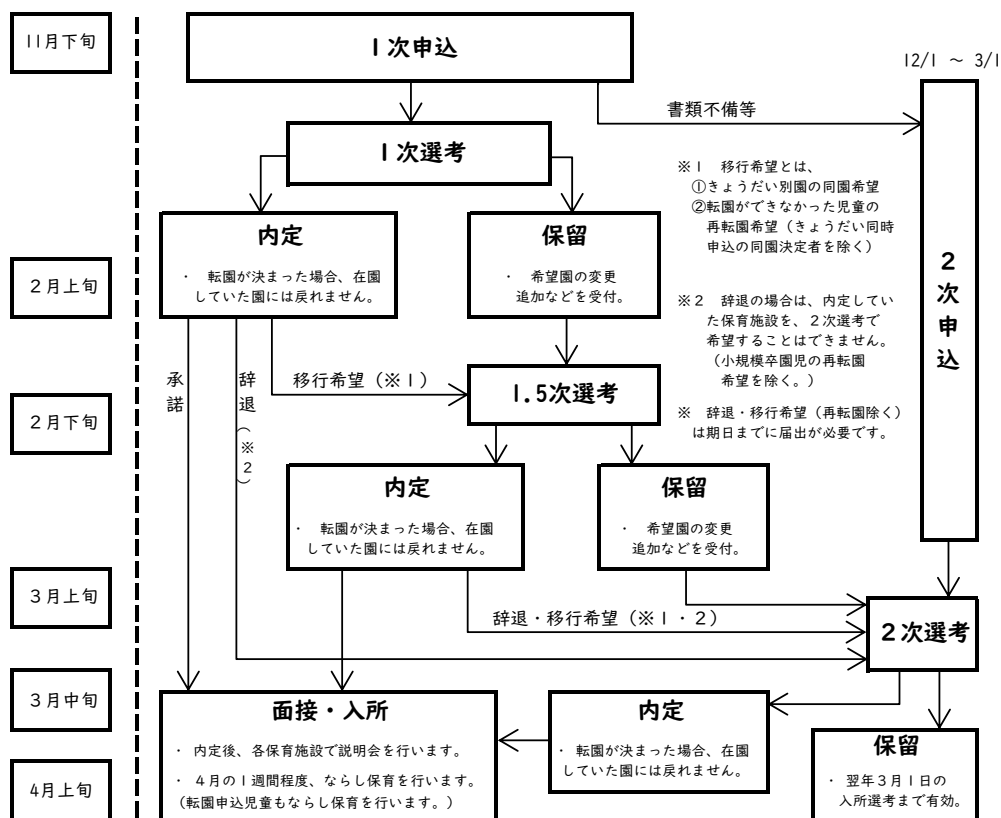 11月下旬
1次申込
12/1 ~ 3/1
書類不備等
1次選考
※1 移行希望とは、
①きょうだい別園の同園希望
②転園ができなかった児童の
再転園希望（きょうだい同時
申込の同園決定者を除く）
内定
・ 転園が決まった場合、在園
していた園には戻れません。
保留
・ 希望園の変更
追加などを受付。
2次申込
2月上旬
※2 辞退の場合は、内定してい
た保育施設を、2次選考で
希望することはできません。
（小規模卒園児の再転園
希望を除く。）
承諾
辞退（※2）
移行希望（※1）
1.5次選考
※ 辞退・移行希望（再転園除く）
は期日までに届出が必要です。
2月下旬
内定
・ 転園が決まった場合、在園
していた園には戻れません。
保留
・ 希望園の変更
追加などを受付。
3月上旬
辞退・移行希望（※1・2）
2次選考
3月中旬
面接・入所
・ 内定後、各保育施設で説明会を行います。
・ 4月の1週間程度、ならし保育を行います。
（転園申込児童もならし保育を行います。）
内定
・ 転園が決まった場合、在園
していた園には戻れません。
保留
・ 翌年3月1日の
入所選考まで有効。
4月上旬